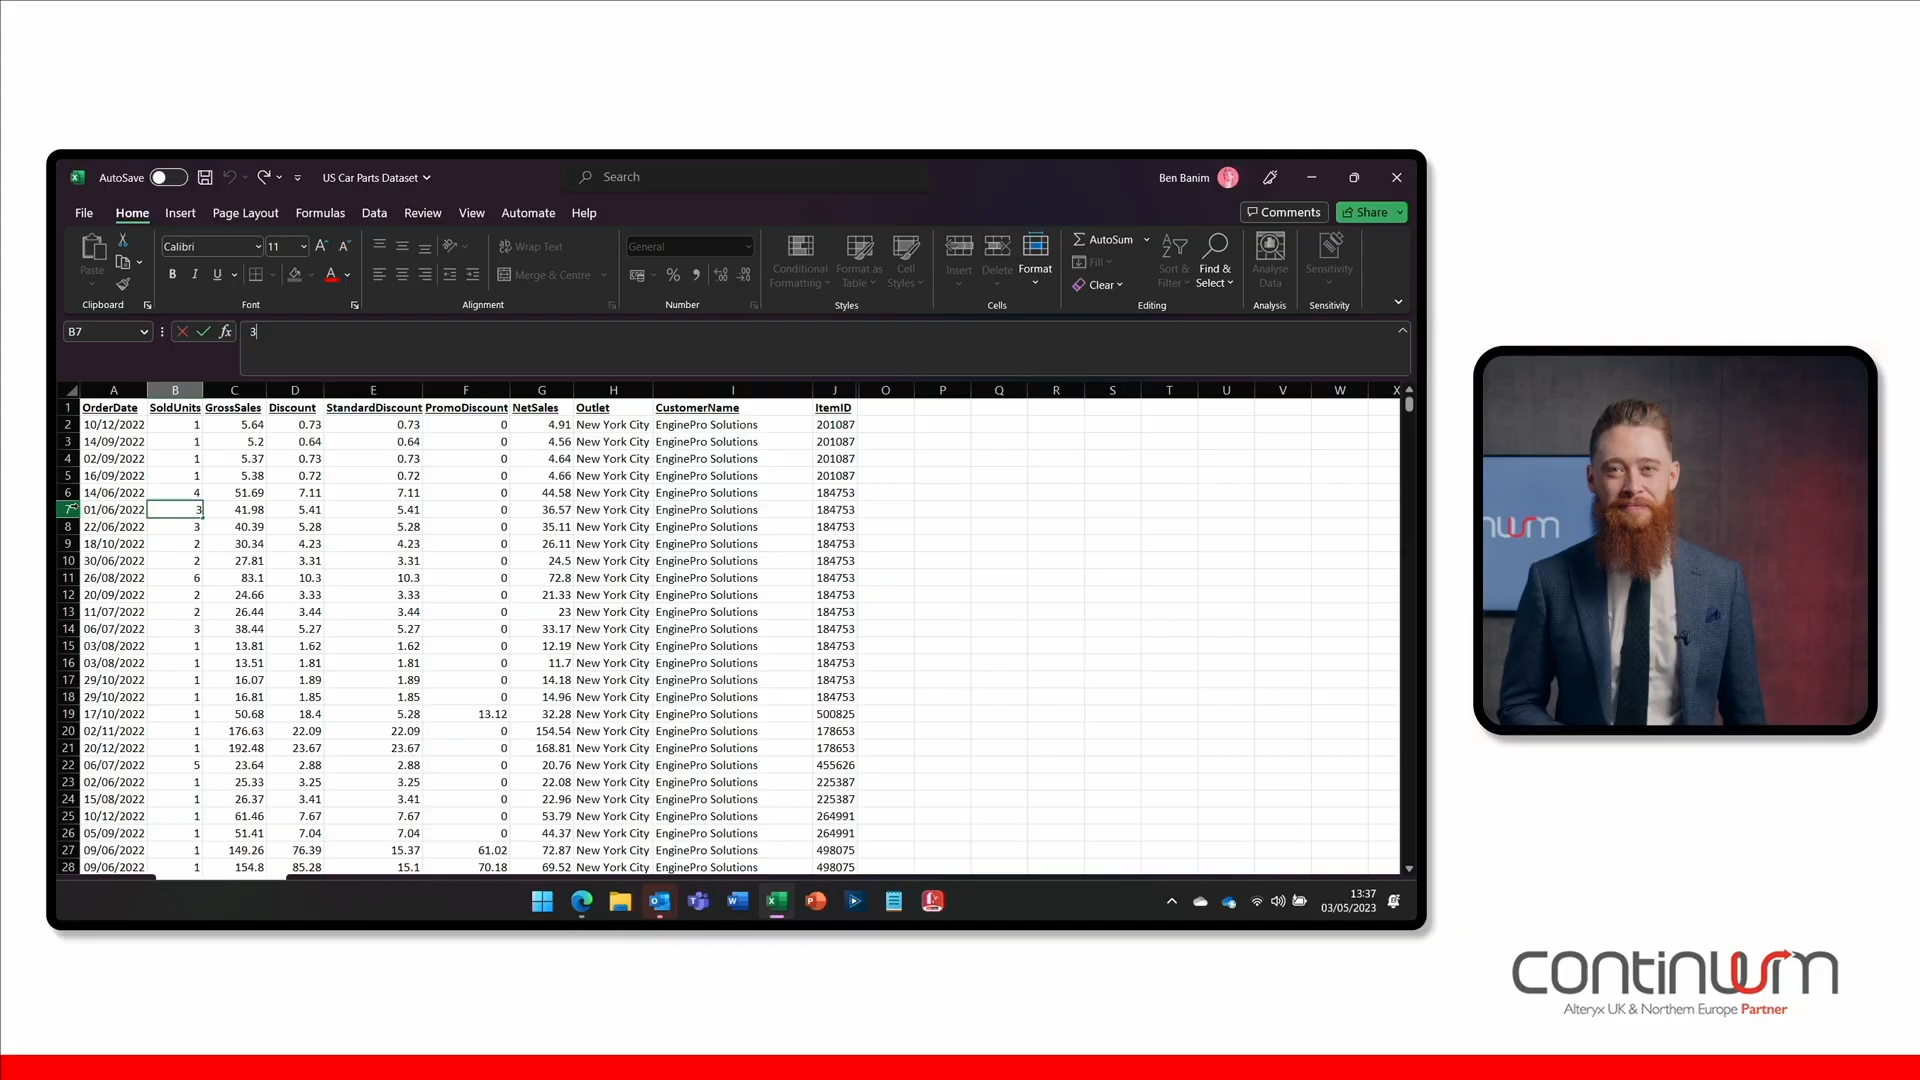 AutoSave US Car Parts Dataset Search Ben Banim
File Home Insert Page Layout Formulas Data Review View Automate Help Comments Share
Paste Calibri 11 B I U A Wrap Text Merge & Centre General % Conditional Formatting Format as Table Cell Styles Insert Delete Format AutoSum Fill Clear Sort & Filter Find & Select Analyse Data Sensitivity
Clipboard Font Alignment Number Styles Cells Editing Analysis Sensitivity
B7 fx 3
A B C D E F G H I J O P Q R S T U V W X
1 OrderDate SoldUnits GrossSales Discount StandardDiscount PromoDiscount NetSales Outlet CustomerName ItemID
2 10/12/2022 1 5.64 0.73 0.73 0 4.91 New York City EnginePro Solutions 201087
3 14/09/2022 1 5.2 0.64 0.64 0 4.56 New York City EnginePro Solutions 201087
4 02/09/2022 1 5.37 0.73 0.73 0 4.64 New York City EnginePro Solutions 201087
5 16/09/2022 1 5.38 0.72 0.72 0 4.66 New York City EnginePro Solutions 201087
6 14/06/2022 4 51.69 7.11 7.11 0 44.58 New York City EnginePro Solutions 184753
7 01/06/2022 3 41.98 5.41 5.41 0 36.57 New York City EnginePro Solutions 184753
8 22/06/2022 3 40.39 5.28 5.28 0 35.11 New York City EnginePro Solutions 184753
9 18/10/2022 2 30.34 4.23 4.23 0 26.11 New York City EnginePro Solutions 184753
10 30/06/2022 2 27.81 3.31 3.31 0 24.5 New York City EnginePro Solutions 184753
11 26/08/2022 6 83.1 10.3 10.3 0 72.8 New York City EnginePro Solutions 184753
12 20/09/2022 2 24.66 3.33 3.33 0 21.33 New York City EnginePro Solutions 184753
13 11/07/2022 2 26.44 3.44 3.44 0 23 New York City EnginePro Solutions 184753
14 06/07/2022 3 38.44 5.27 5.27 0 33.17 New York City EnginePro Solutions 184753
15 03/08/2022 1 13.81 1.62 1.62 0 12.19 New York City EnginePro Solutions 184753
16 03/08/2022 1 13.51 1.81 1.81 0 11.7 New York City EnginePro Solutions 184753
17 29/10/2022 1 16.07 1.89 1.89 0 14.18 New York City EnginePro Solutions 184753
18 29/10/2022 1 16.81 1.85 1.85 0 14.96 New York City EnginePro Solutions 184753
19 17/10/2022 1 50.68 18.4 5.28 13.12 32.28 New York City EnginePro Solutions 500825
20 02/11/2022 1 176.63 22.09 22.09 0 154.54 New York City EnginePro Solutions 178653
21 20/12/2022 1 192.48 23.67 23.67 0 168.81 New York City EnginePro Solutions 178653
22 06/07/2022 5 23.64 2.88 2.88 0 20.76 New York City EnginePro Solutions 455626
23 02/06/2022 1 25.33 3.25 3.25 0 22.08 New York City EnginePro Solutions 225387
24 15/08/2022 1 26.37 3.41 3.41 0 22.96 New York City EnginePro Solutions 225387
25 10/12/2022 1 61.46 7.67 7.67 0 53.79 New York City EnginePro Solutions 264991
26 05/09/2022 1 51.41 7.04 7.04 0 44.37 New York City EnginePro Solutions 264991
27 09/06/2022 1 149.26 76.39 15.37 61.02 72.87 New York City EnginePro Solutions 498075
28 09/06/2022 1 154.8 85.28 15.1 70.18 69.52 New York City EnginePro Solutions 498075
13:37
03/05/2023
continuum
Alteryx UK & Northern Europe Partner